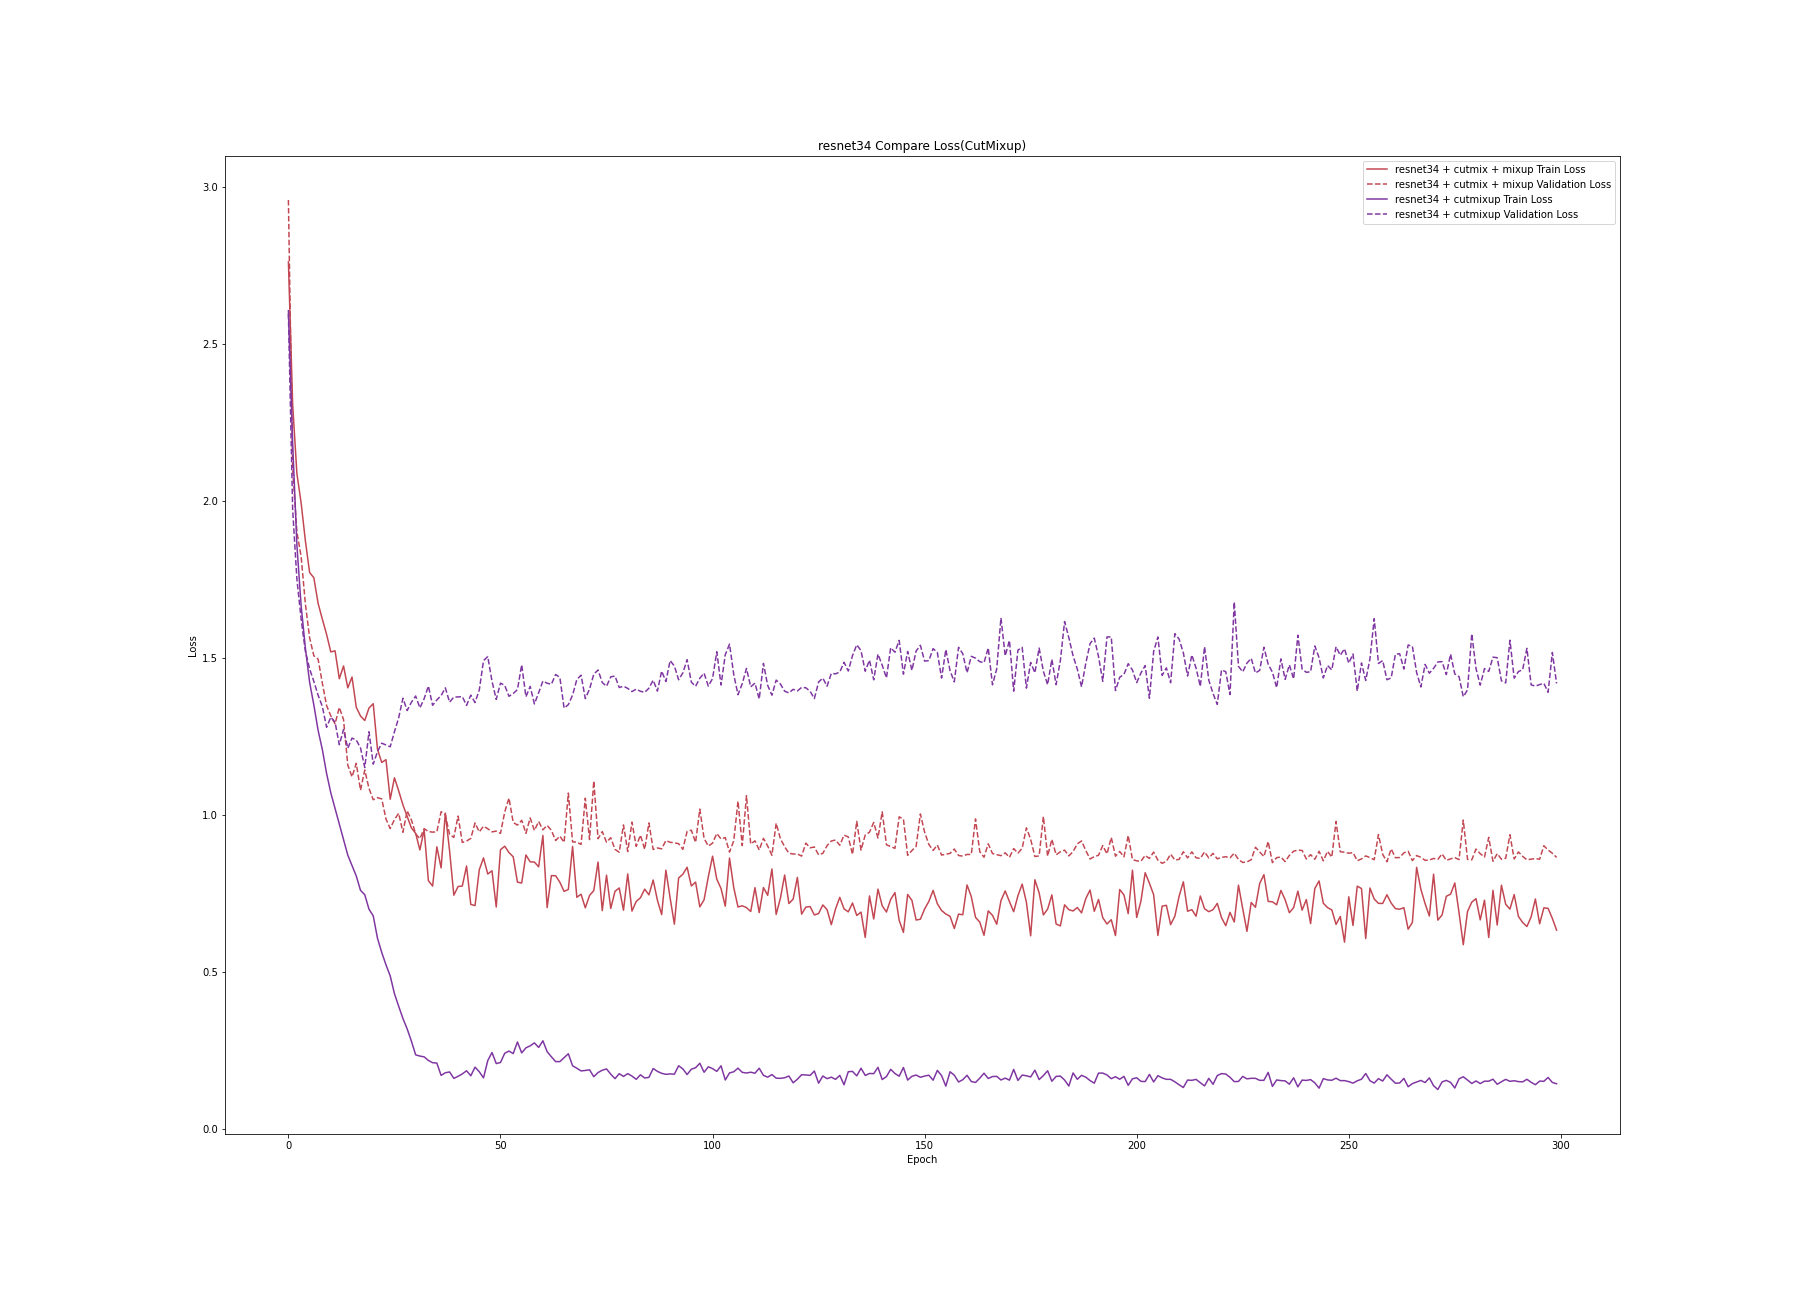 resnet34 Compare Loss(CutMixup)
resnet34 + cutmix + mixup Train Loss
resnet34 + cutmix + mixup Validation Loss
resnet34 + cutmixup Train Loss
resnet34 + cutmixup Validation Loss
3.0
2.5
2.0
1.5
1.0
0.5
0.0
Loss
0 50 100 150 200 250 300
Epoch